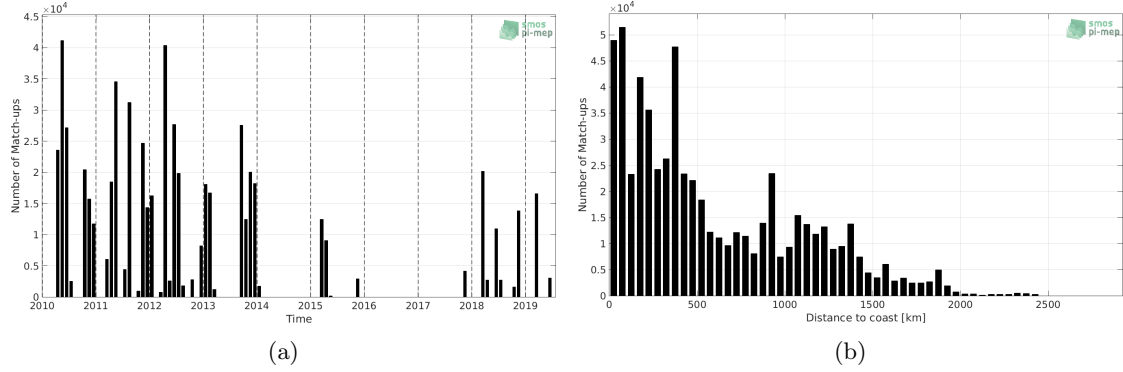 ×10⁴
4.5
4
3.5
3
2.5
2
1.5
1
0.5
0
Number of Match-ups
2010 2011 2012 2013 2014 2015 2016 2017 2018 2019
Time
smos
pi-mep
(a)
×10⁴
5
4.5
4
3.5
3
2.5
2
1.5
1
0.5
0
Number of Match-ups
0 500 1000 1500 2000 2500
Distance to coast [km]
smos
pi-mep
(b)